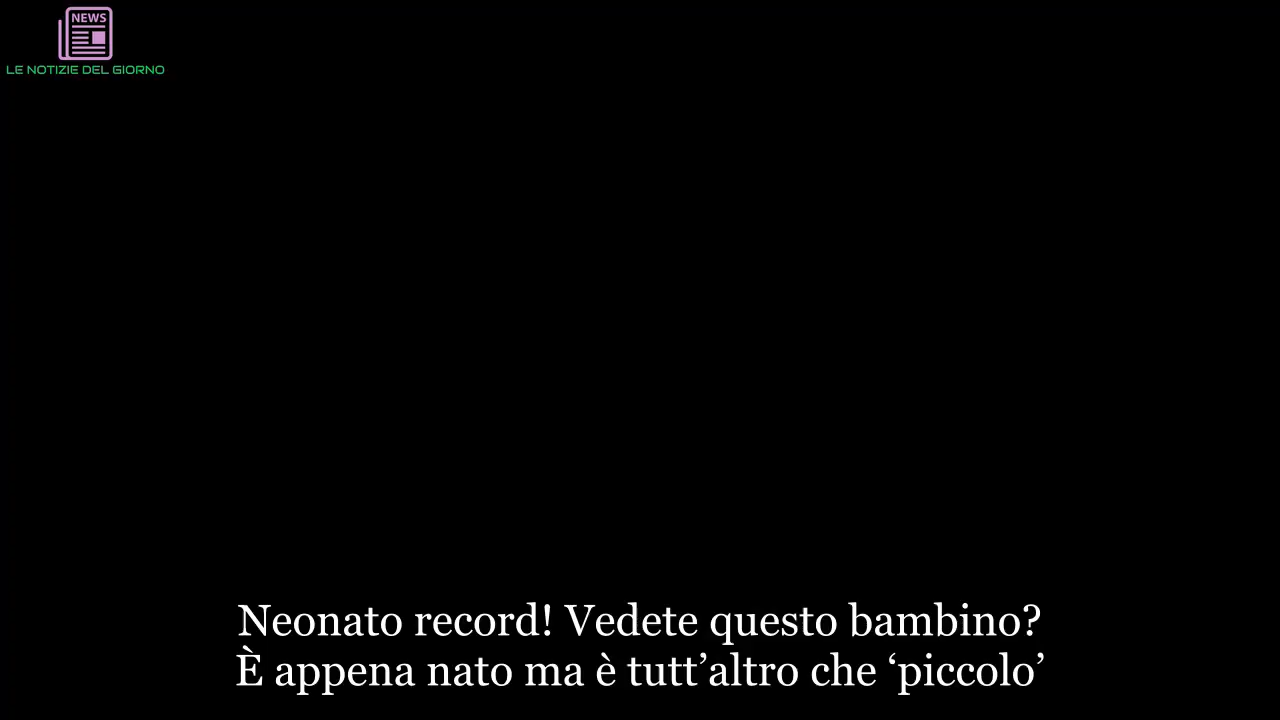 NEWS
LE NOTIZIE DEL GIORNO
Neonato record! Vedete questo bambino?
È appena nato ma è tutt’altro che ‘piccolo’